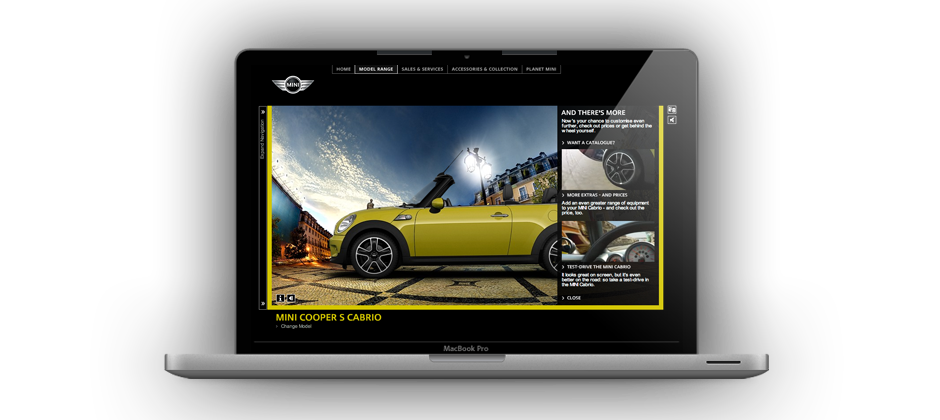 HOME
MODEL RANGE
SALES & SERVICES
ACCESSORIES & COLLECTION
PLANET MINI
MINI
Expand Navigation
AND THERE'S MORE
Now's your chance to customise even
further, check out prices or get behind the
wheel yourself.
WANT A CATALOGUE?
MORE EXTRAS - AND PRICES
Add an even greater range of equipment
to your MINI Cabrio - and check out the
price, too.
TEST-DRIVE THE MINI CABRIO
It looks great on screen, but it's even
better on the road: so take a test-drive in
the MINI Cabrio.
CLOSE
i
MINI COOPER S CABRIO
Change Model
MacBook Pro